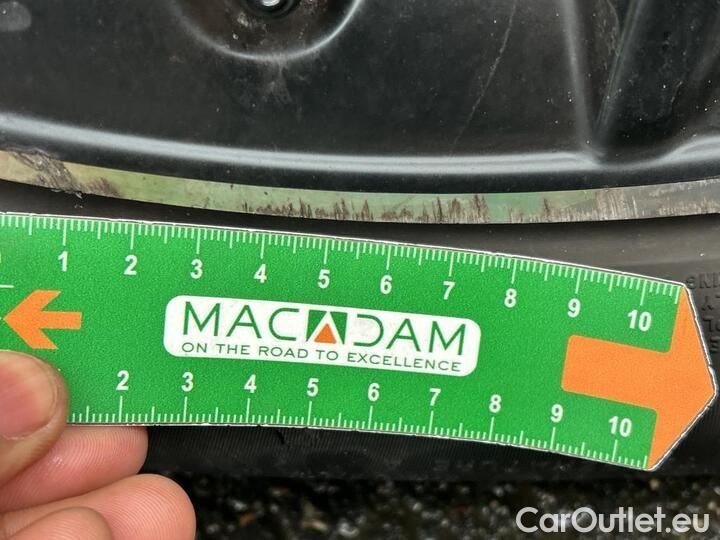 1 2 3 4 5 6 7 8 9 10
MACADAM
ON THE ROAD TO EXCELLENCE
2 3 4 5 6 7 8 9 10
CarOutlet.eu